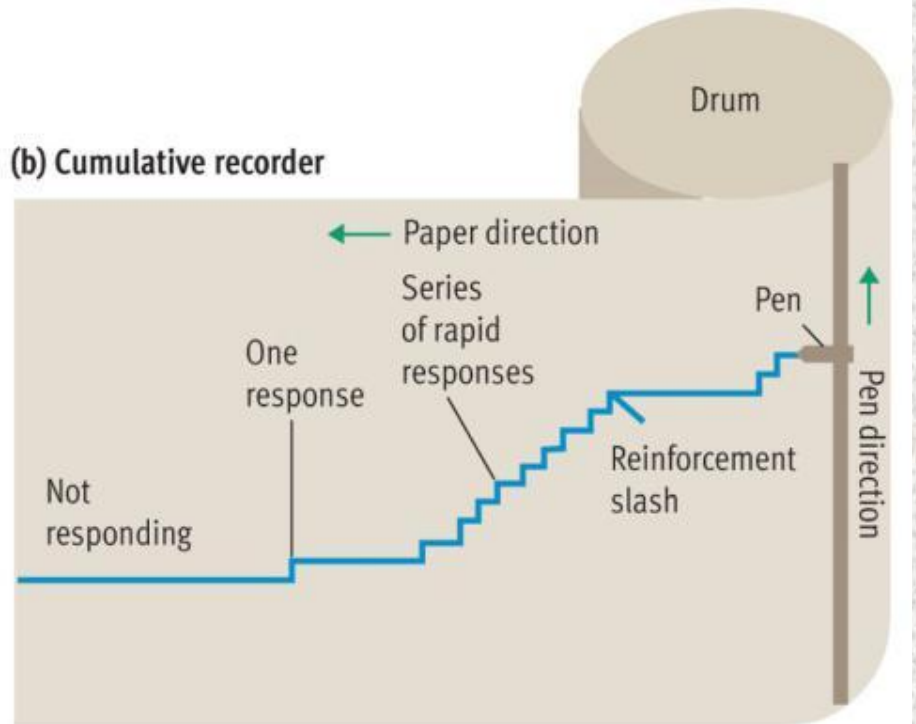 Drum
(b) Cumulative recorder
Paper direction
Series
of rapid
responses
Pen
One
response
Pen direction
Reinforcement
slash
Not
responding